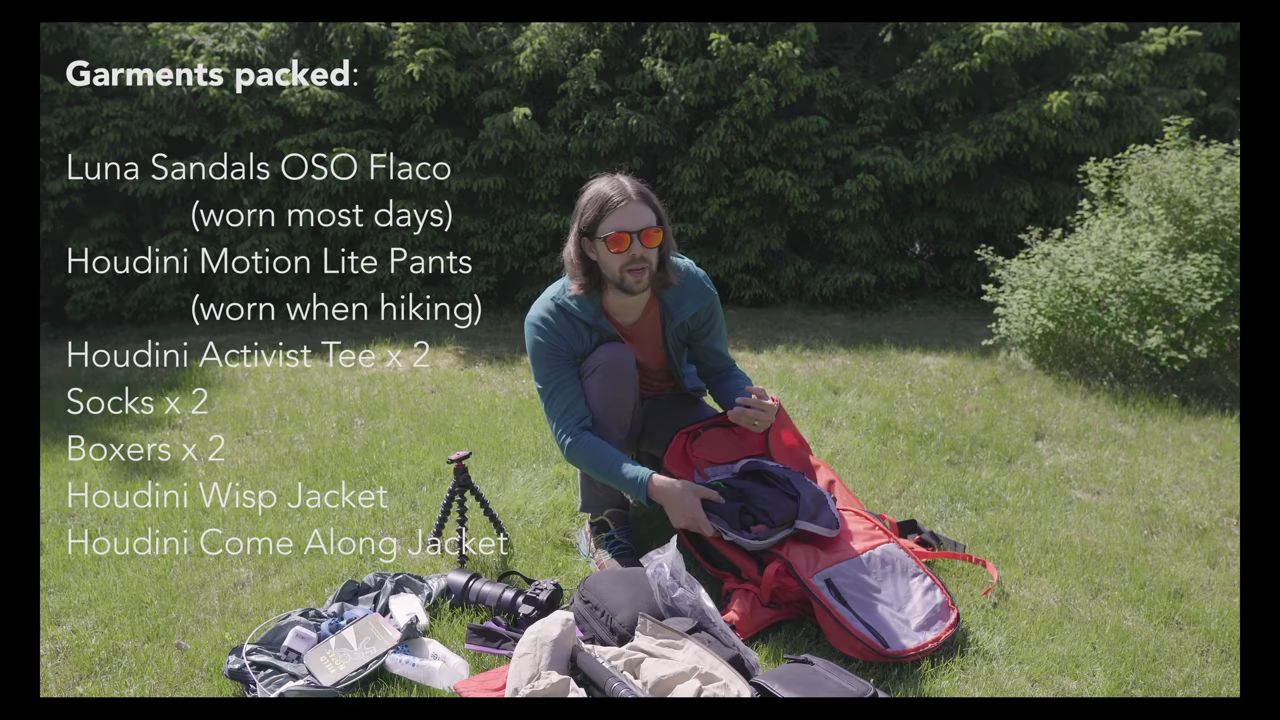 Garments packed:
Luna Sandals OSO Flaco
(worn most days)
Houdini Motion Lite Pants
(worn when hiking)
Houdini Activist Tee x 2
Socks x 2
Boxers x 2
Houdini Wisp Jacket
Houdini Come Along Jacket